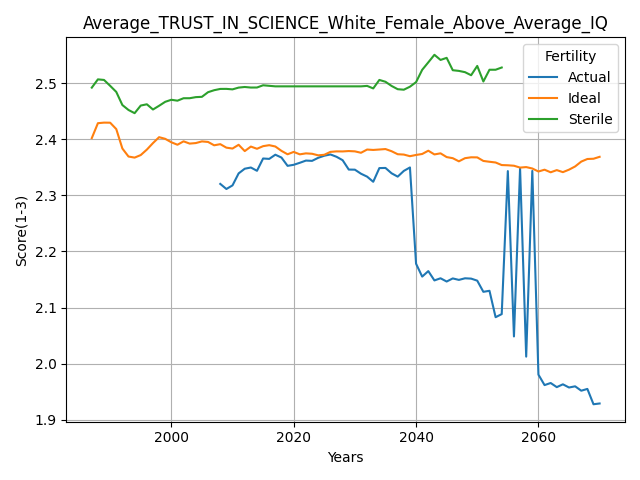 Average_TRUST_IN_SCIENCE_White_Female_Above_Average_IQ
Fertility
Actual
Ideal
Sterile
Score(1-3)
2.5
2.4
2.3
2.2
2.1
2.0
1.9
2000 2020 2040 2060
Years